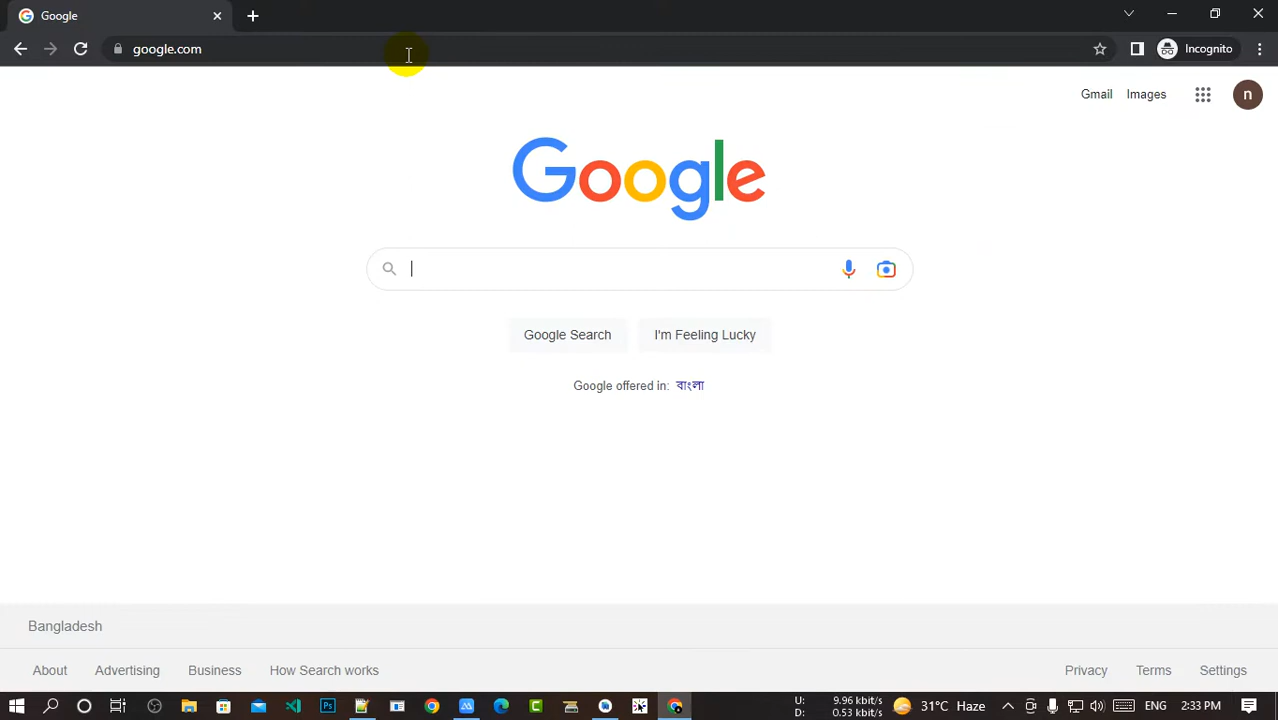 Google
google.com
Incognito
Gmail Images n
Google
Google Search I'm Feeling Lucky
Google offered in: বাংলা
Bangladesh
About Advertising Business How Search works Privacy Terms Settings
Ps C U: 9.96 kbit/s
D: 0.53 kbit/s
31°C Haze ENG 2:33 PM